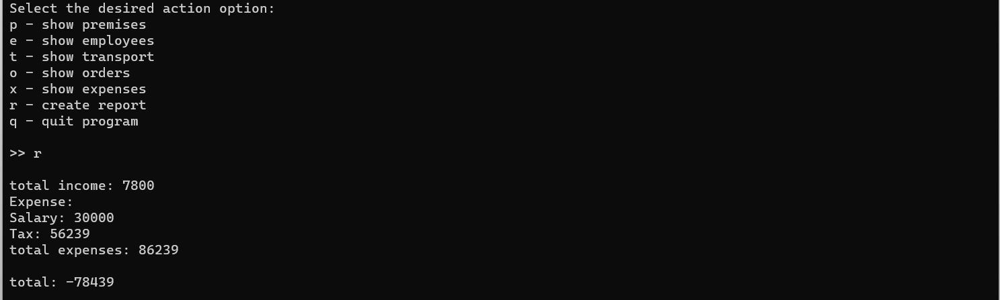 Select the desired action option:
p - show premises
e - show employees
t - show transport
o - show orders
x - show expenses
r - create report
q - quit program
>> r
total income: 7800
Expense:
Salary: 30000
Tax: 56239
total expenses: 86239
total: -78439